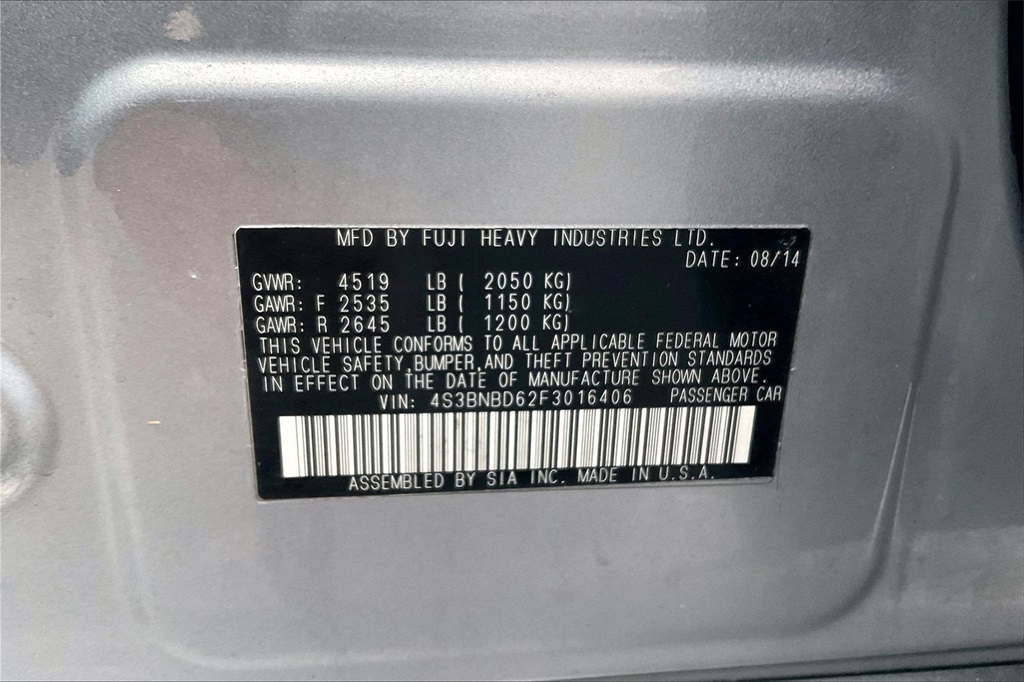 MFD BY FUJI HEAVY INDUSTRIES LTD.
DATE: 08/14
GVWR: 4519 LB ( 2050 KG)
GAWR: F 2535 LB ( 1150 KG)
GAWR: R 2645 LB ( 1200 KG)
THIS VEHICLE CONFORMS TO ALL APPLICABLE FEDERAL MOTOR
VEHICLE SAFETY,BUMPER,AND THEFT PREVENTION STANDARDS
IN EFFECT ON THE DATE OF MANUFACTURE SHOWN ABOVE.
VIN: 4S3BNBD62F3016406 PASSENGER CAR
ASSEMBLED BY SIA INC. MADE IN U.S.A.